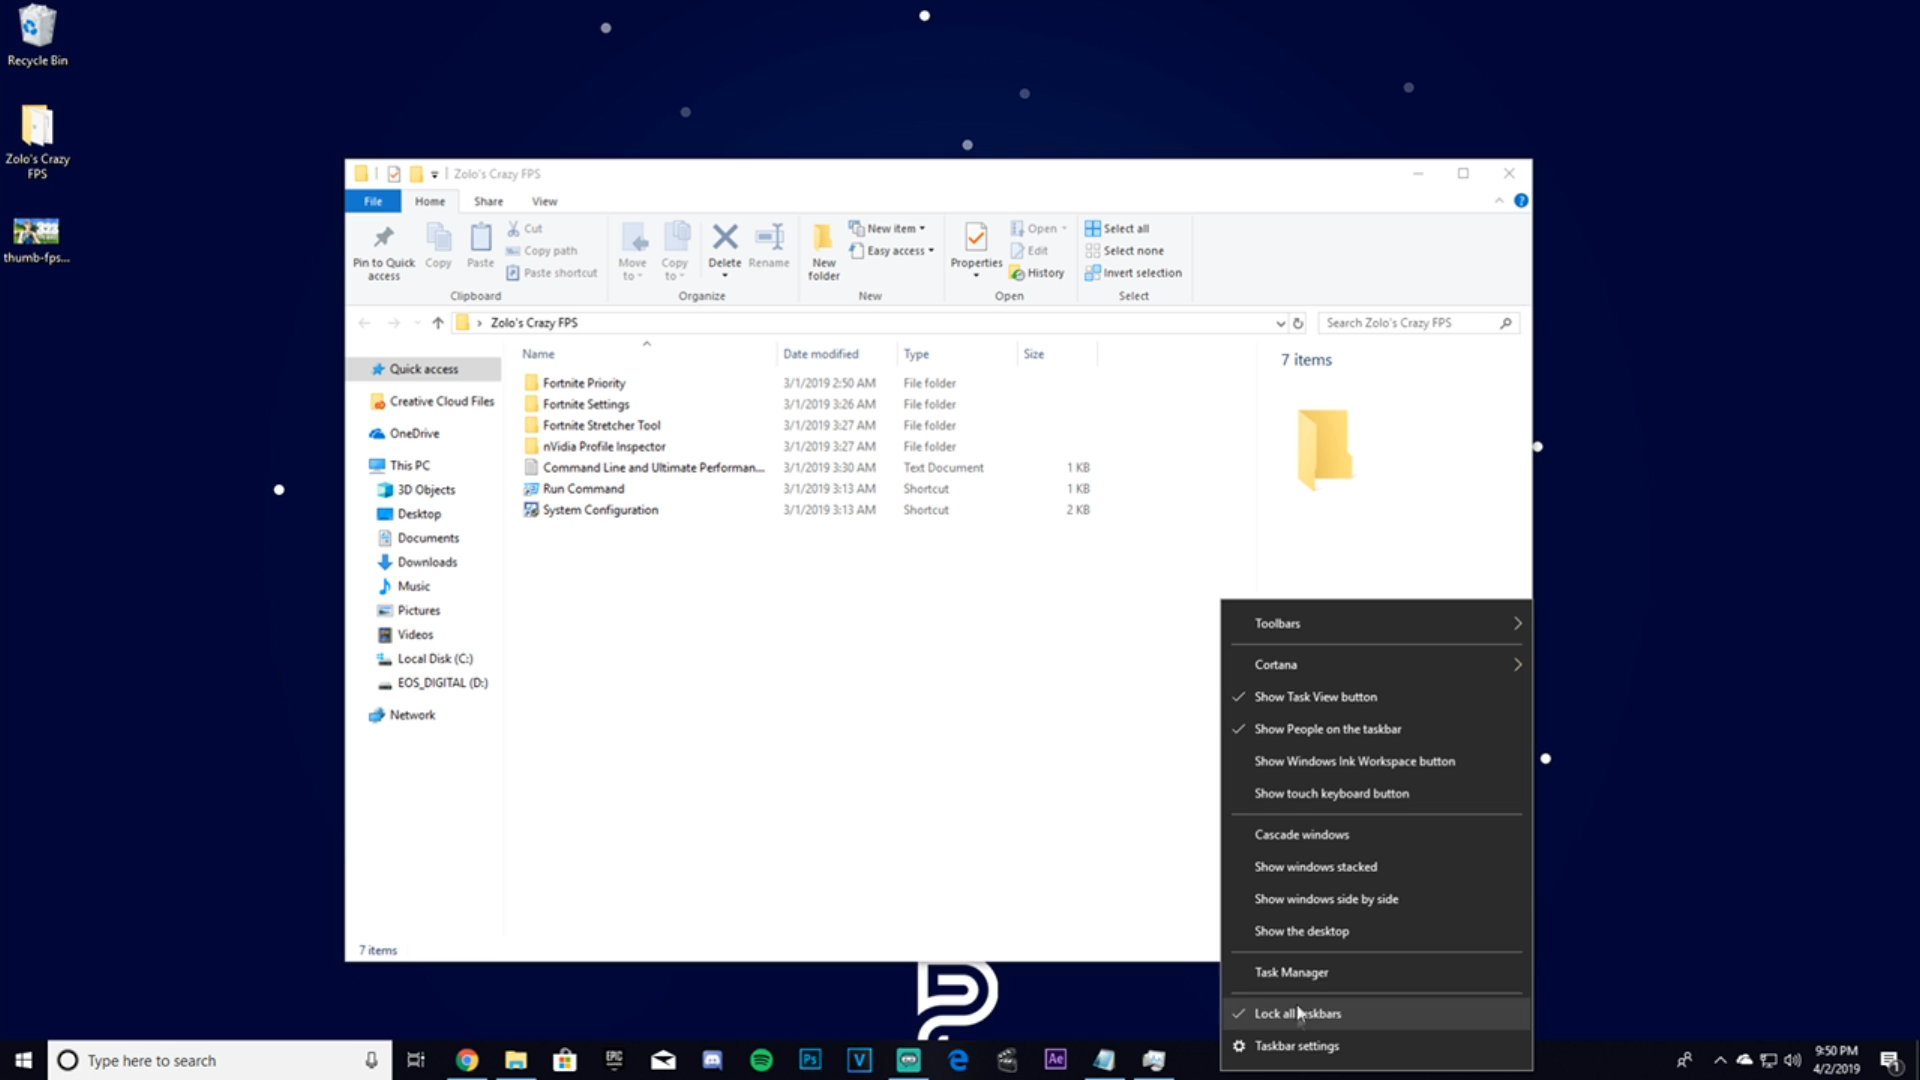 Recycle Bin
Zolo's Crazy
FPS
thumb-fps...
Zolo's Crazy FPS
File
Home
Share
View
Pin to Quick
access
Copy
Paste
Cut
Copy path
Paste shortcut
Clipboard
Move
to
Copy
to
Delete
Rename
Organize
New
folder
New item
Easy access
New
Properties
Open
Edit
History
Open
Select all
Select none
Invert selection
Select
Zolo's Crazy FPS
Search Zolo's Crazy FPS
Quick access
Creative Cloud Files
OneDrive
This PC
3D Objects
Desktop
Documents
Downloads
Music
Pictures
Videos
Local Disk (C:)
EOS_DIGITAL (D:)
Network
Name Date modified Type Size
Fortnite Priority 3/1/2019 2:50 AM File folder
Fortnite Settings 3/1/2019 3:26 AM File folder
Fortnite Stretcher Tool 3/1/2019 3:27 AM File folder
nVidia Profile Inspector 3/1/2019 3:27 AM File folder
Command Line and Ultimate Performan... 3/1/2019 3:30 AM Text Document 1 KB
Run Command 3/1/2019 3:13 AM Shortcut 1 KB
System Configuration 3/1/2019 3:13 AM Shortcut 2 KB
7 items
7 items
Toolbars
Cortana
Show Task View button
Show People on the taskbar
Show Windows Ink Workspace button
Show touch keyboard button
Cascade windows
Show windows stacked
Show windows side by side
Show the desktop
Task Manager
Lock all taskbars
Taskbar settings
Type here to search
EPIC
Ps
V
Ae
9:50 PM
4/2/2019
1